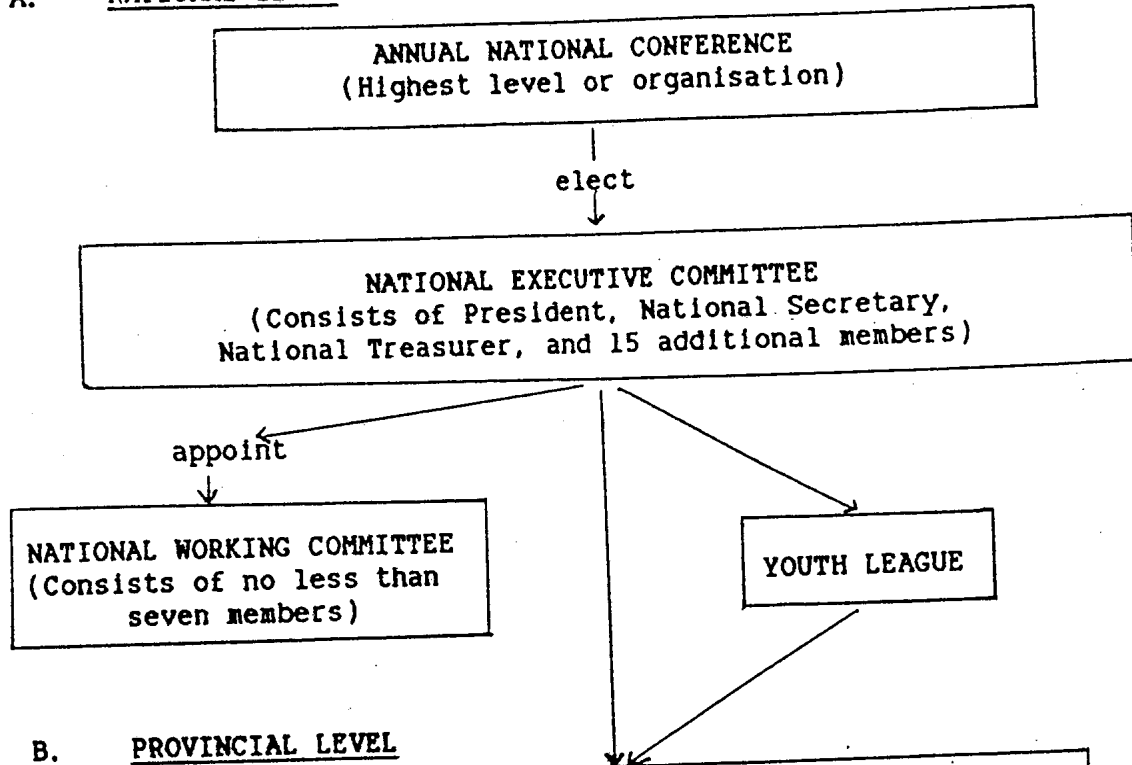 A.
ANNUAL NATIONAL CONFERENCE
(Highest level or organisation)
elect
NATIONAL EXECUTIVE COMMITTEE
(Consists of President, National Secretary,
National Treasurer, and 15 additional members)
appoint
NATIONAL WORKING COMMITTEE
(Consists of no less than
seven members)
YOUTH LEAGUE
B. PROVINCIAL LEVEL